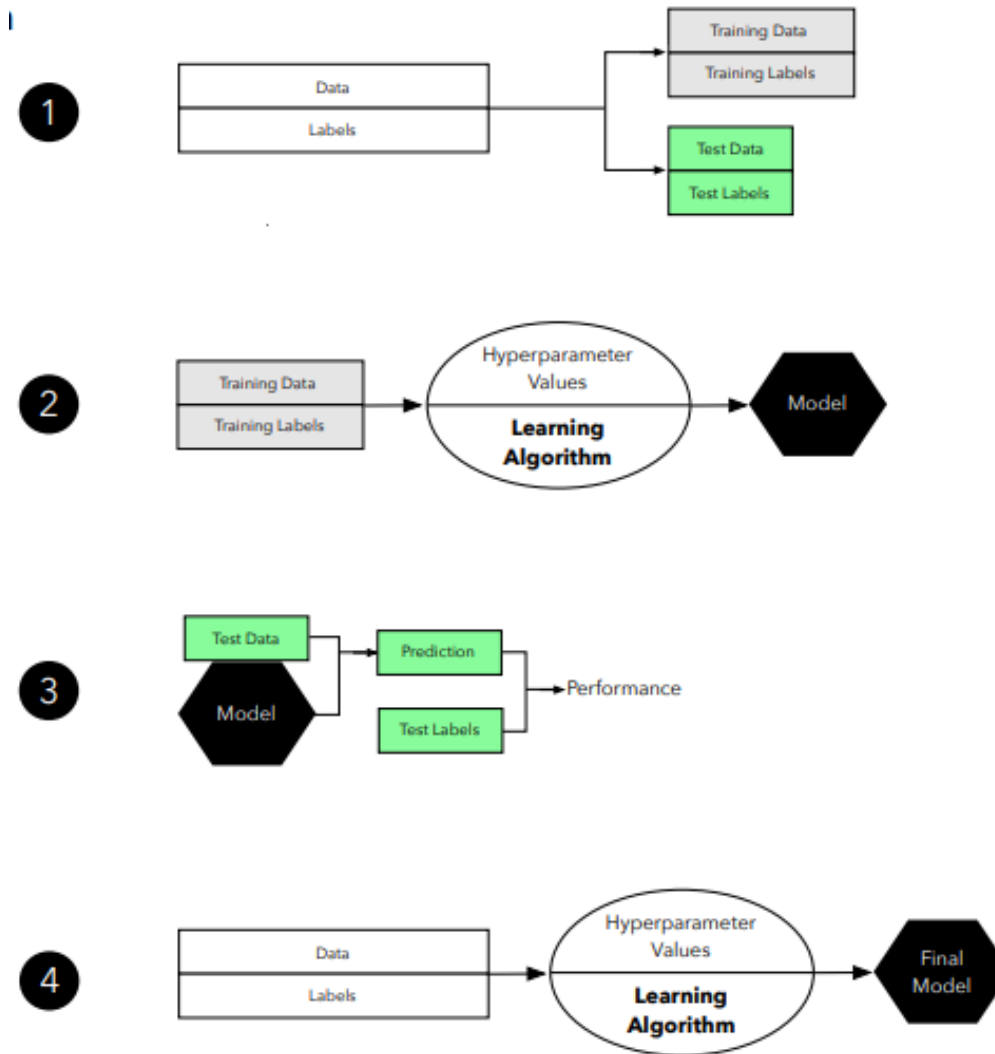 1
Data
Labels
Training Data
Training Labels
Test Data
Test Labels
2
Training Data
Training Labels
Hyperparameter
Values
Learning
Algorithm
Model
3
Test Data
Model
Prediction
Test Labels
Performance
4
Data
Labels
Hyperparameter
Values
Learning
Algorithm
Final
Model